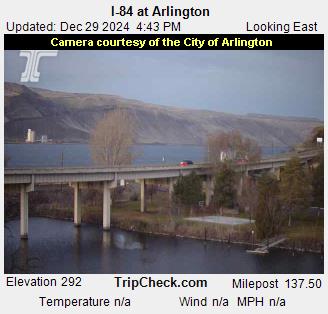 I-84 at Arlington
Updated: Dec 29 2024 4:43 PM Looking East
Camera courtesy of the City of Arlington
Elevation 292 TripCheck.com Milepost 137.50
Temperature n/a Wind n/a MPH n/a